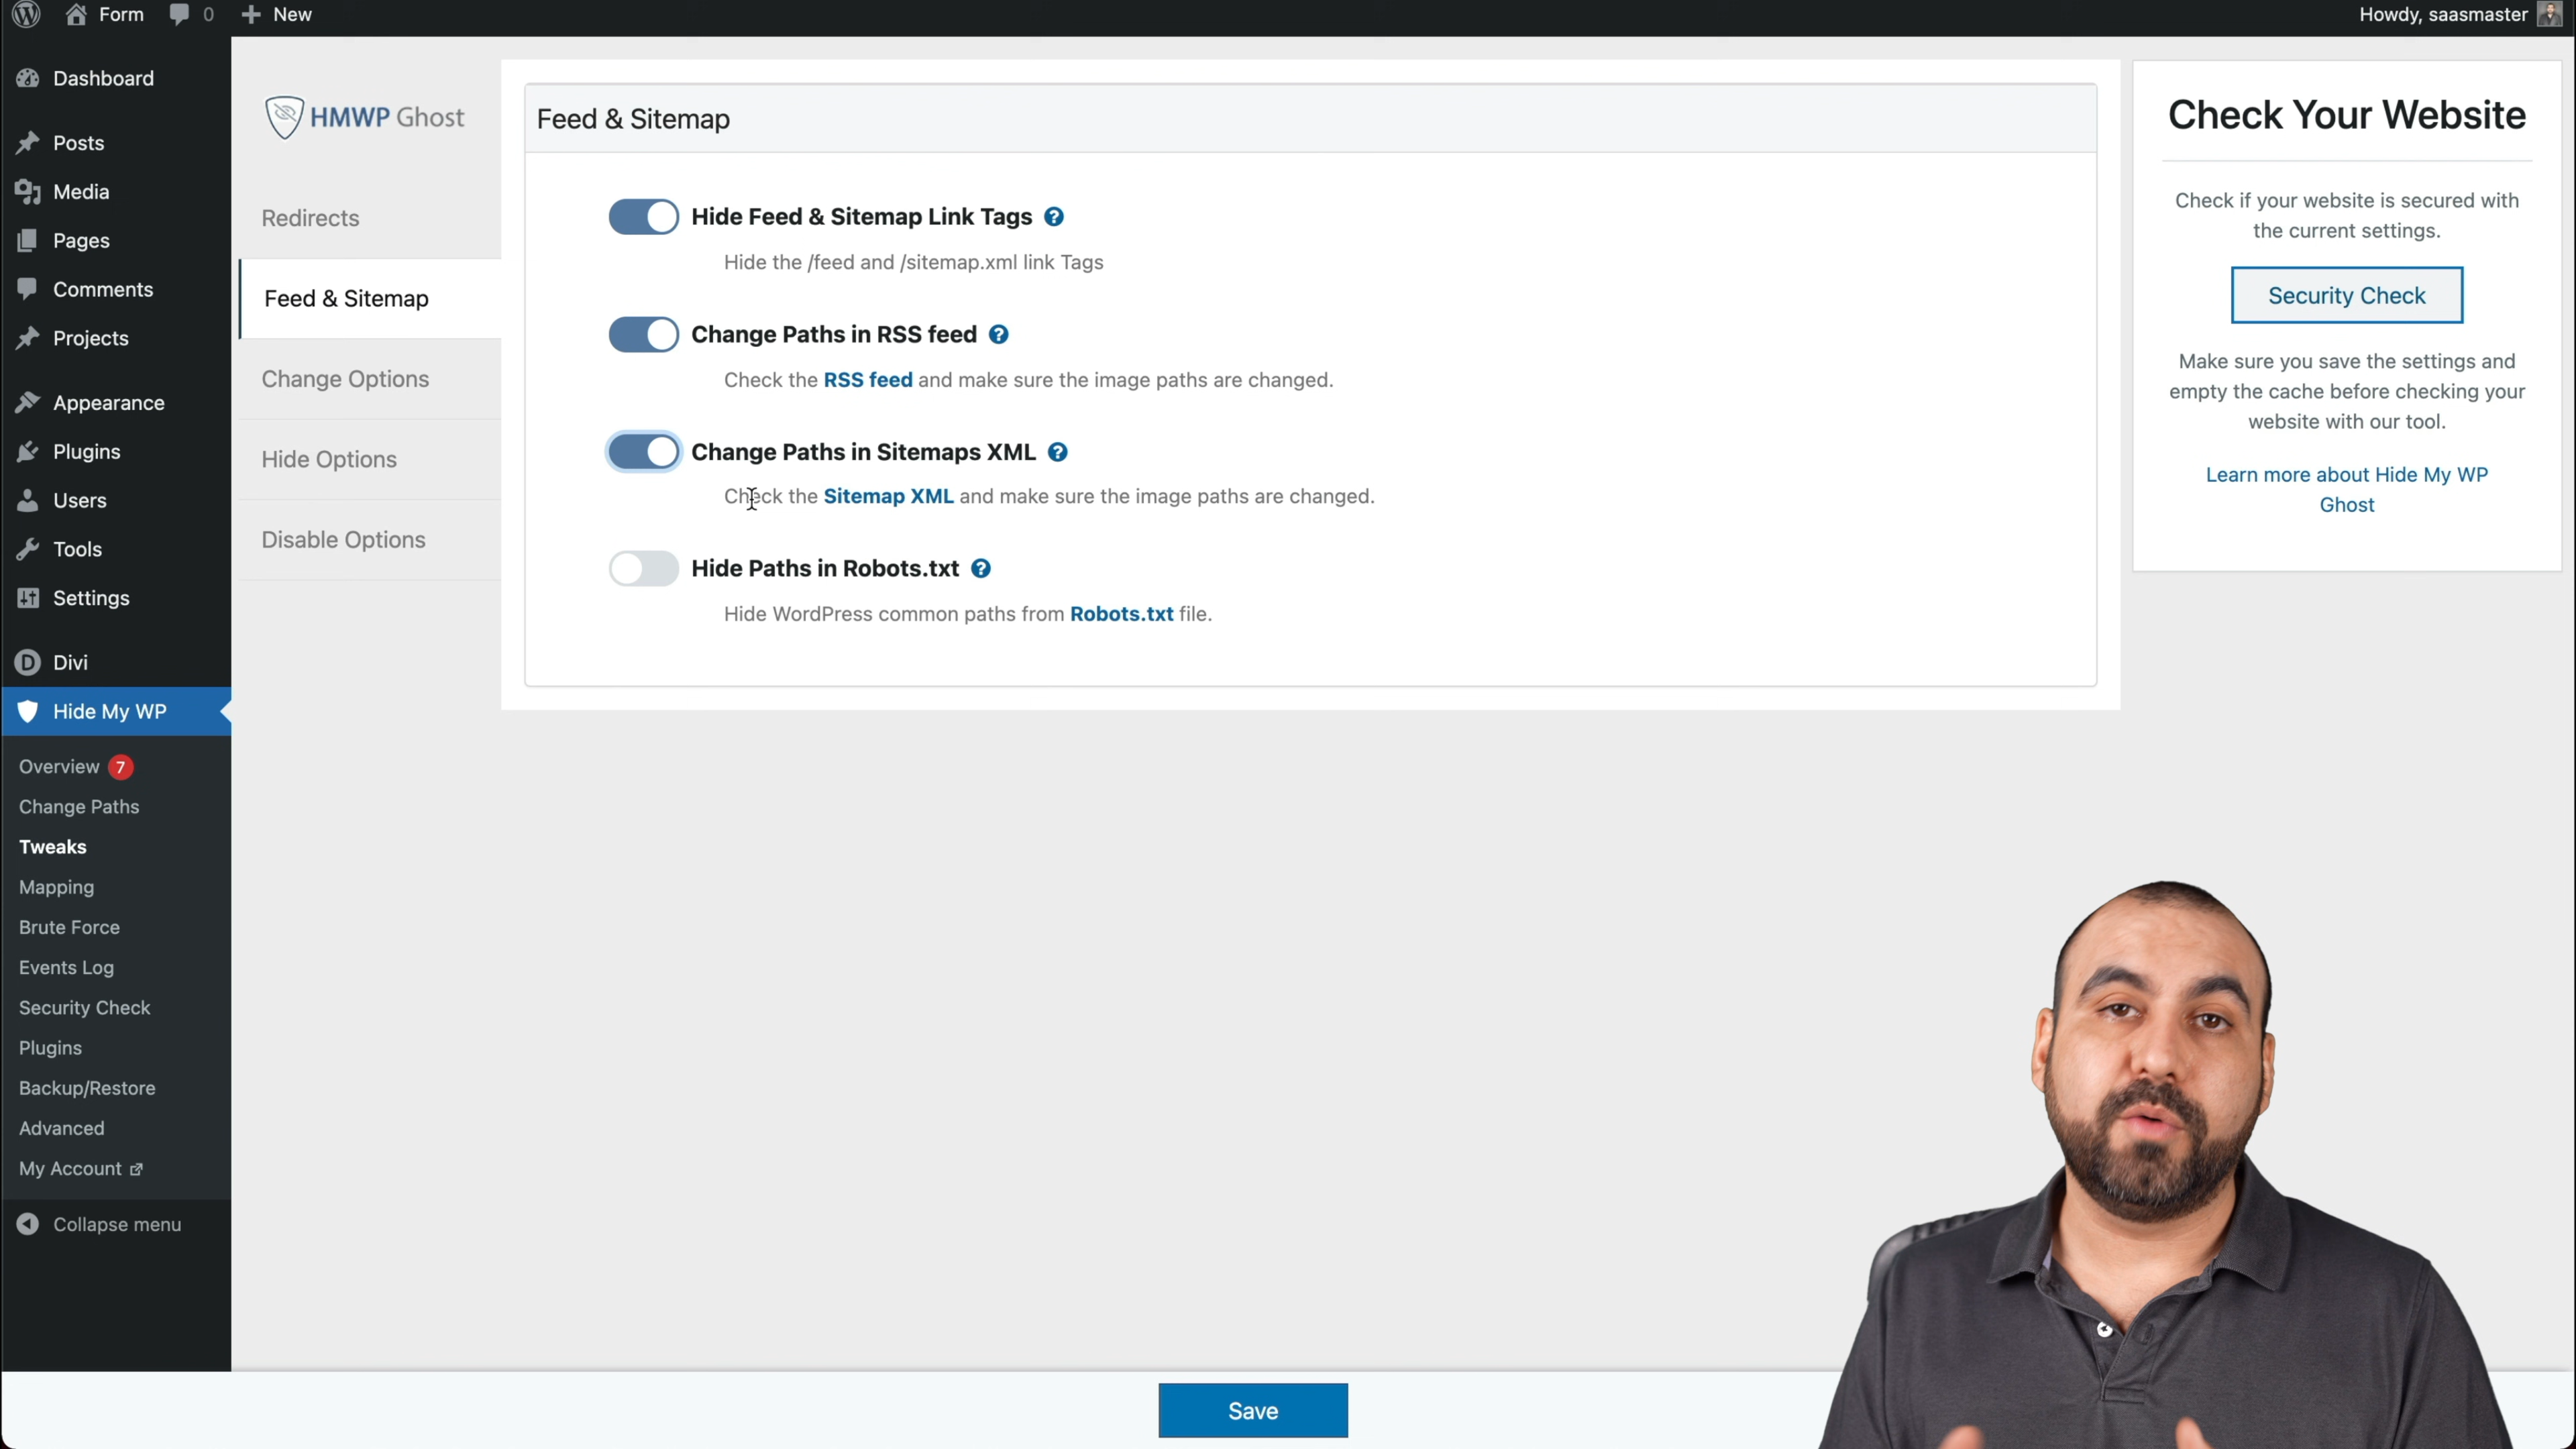 Form
0
New
Howdy, saasmaster
Dashboard
Posts
Media
Pages
Comments
Projects
Appearance
Plugins
Users
Tools
Settings
Divi
Hide My WP
Overview 7
Change Paths
Tweaks
Mapping
Brute Force
Events Log
Security Check
Plugins
Backup/Restore
Advanced
My Account
Collapse menu
HMWP Ghost
Redirects
Feed & Sitemap
Change Options
Hide Options
Disable Options
Feed & Sitemap
Hide Feed & Sitemap Link Tags
Hide the /feed and /sitemap.xml link Tags
Change Paths in RSS feed
Check the RSS feed and make sure the image paths are changed.
Change Paths in Sitemaps XML
Check the Sitemap XML and make sure the image paths are changed.
Hide Paths in Robots.txt
Hide WordPress common paths from Robots.txt file.
Check Your Website
Check if your website is secured with
the current settings.
Security Check
Make sure you save the settings and
empty the cache before checking your
website with our tool.
Learn more about Hide My WP
Ghost
Save